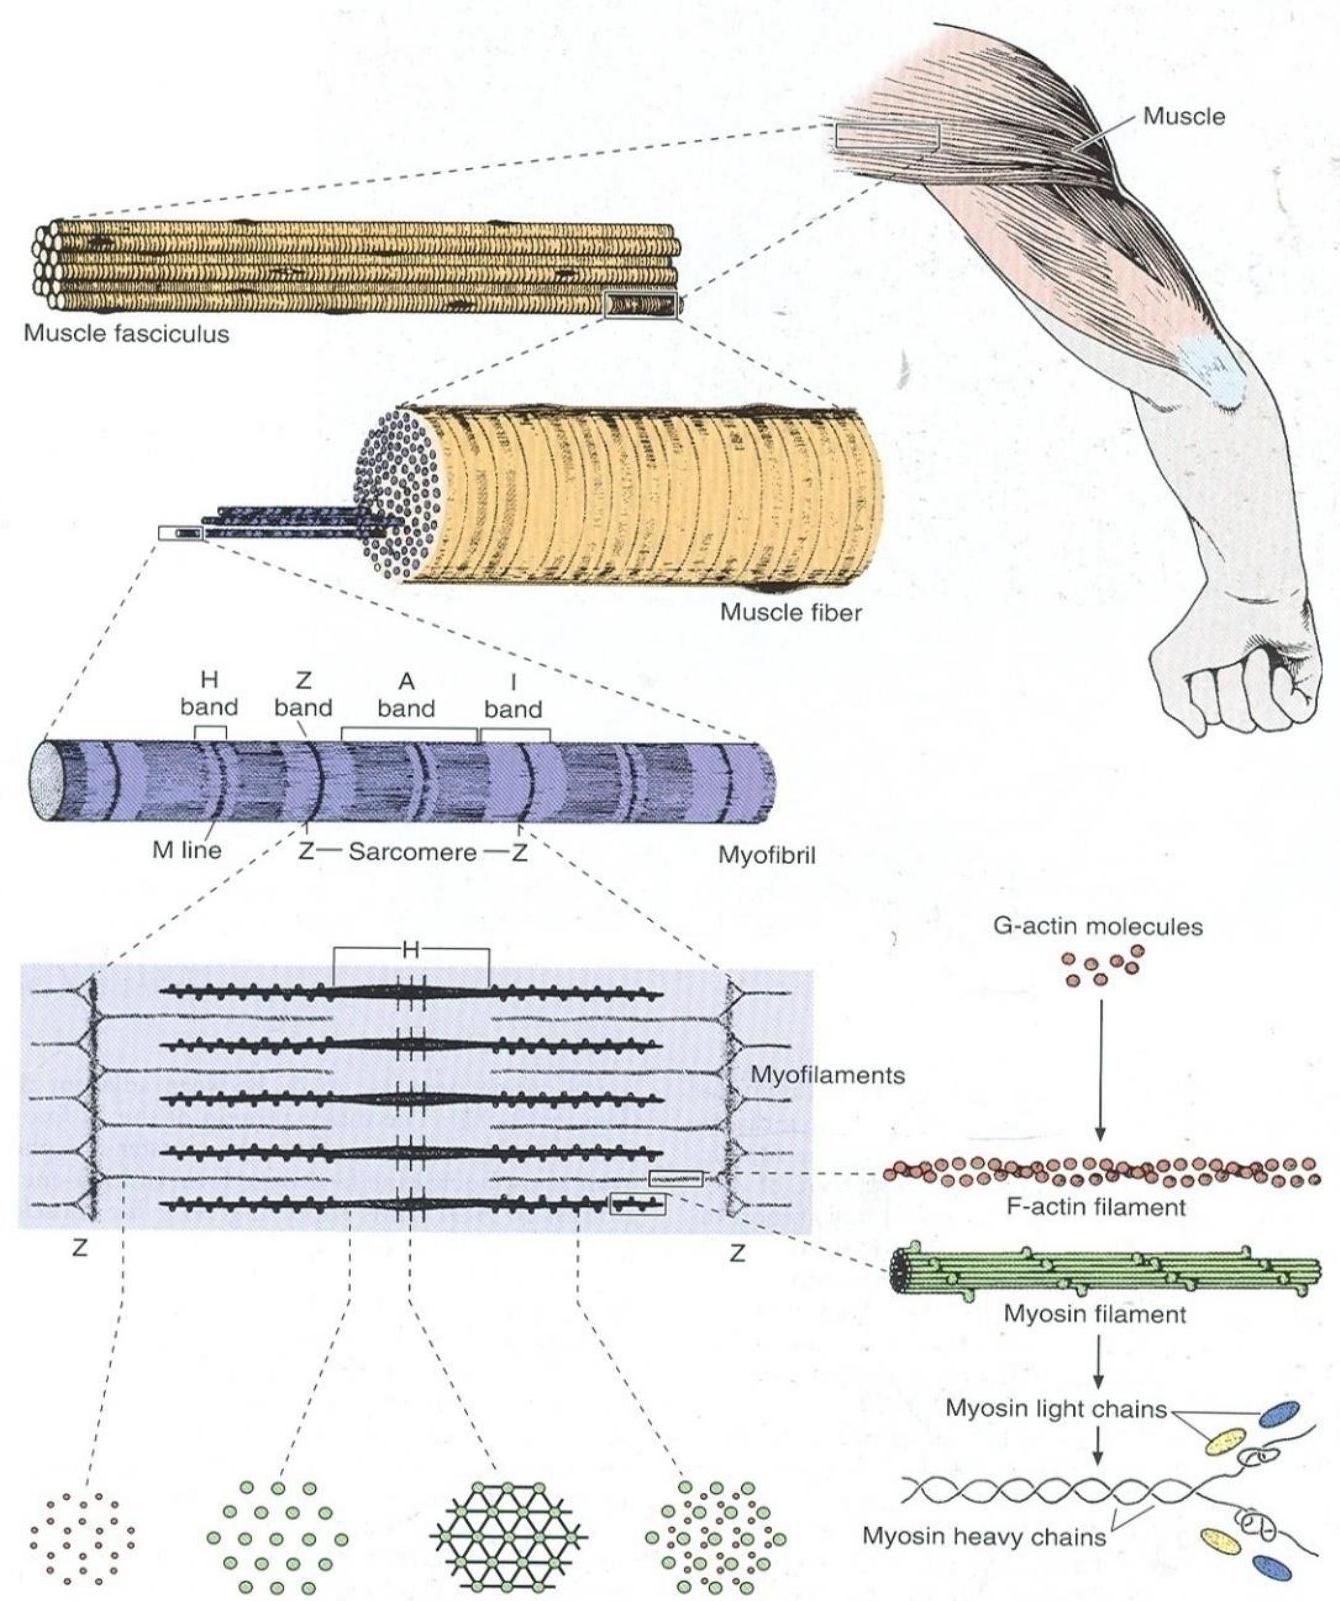 Muscle
Muscle fasciculus
Muscle fiber
H band
Z band
A band
I band
M line
Z — Sarcomere — Z
Myofibril
H
G-actin molecules
Myofilaments
F-actin filament
Z
Z
Myosin filament
Myosin light chains
Myosin heavy chains